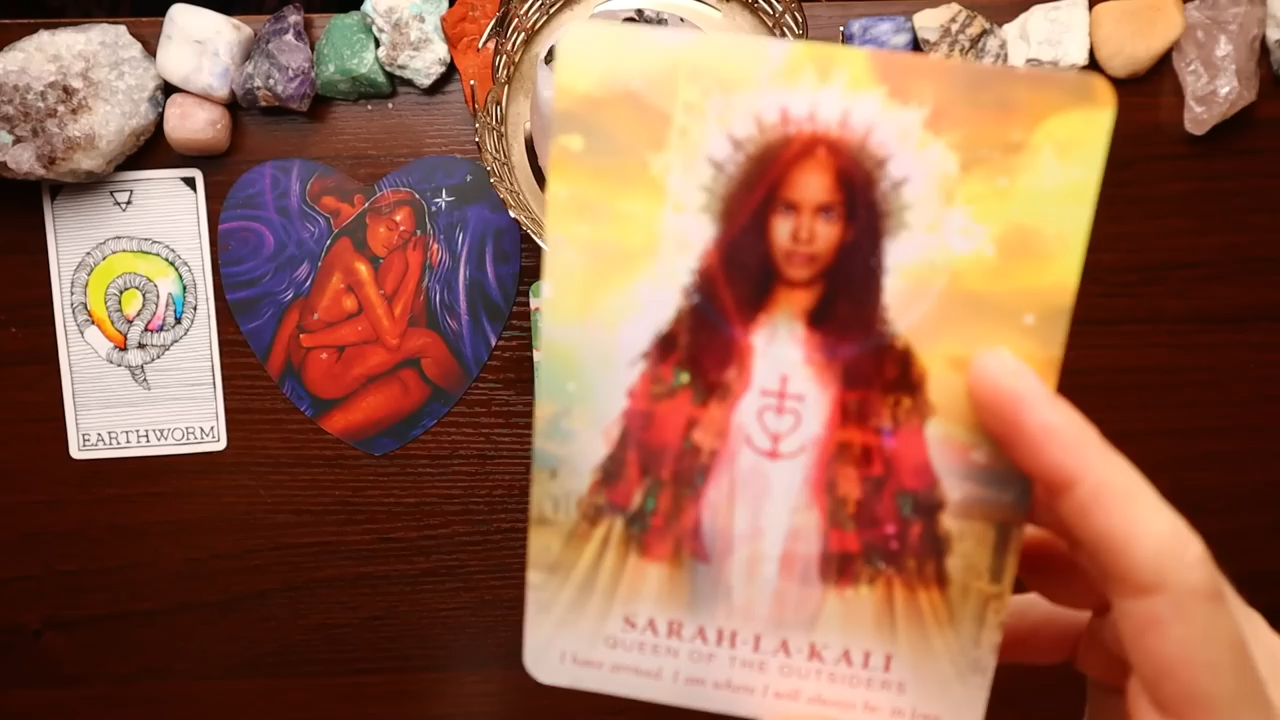 EARTHWORM
SARAH-LA-KALI
QUEEN OF THE OUTSIDERS
I have arrived. I am where I will always be: in love.